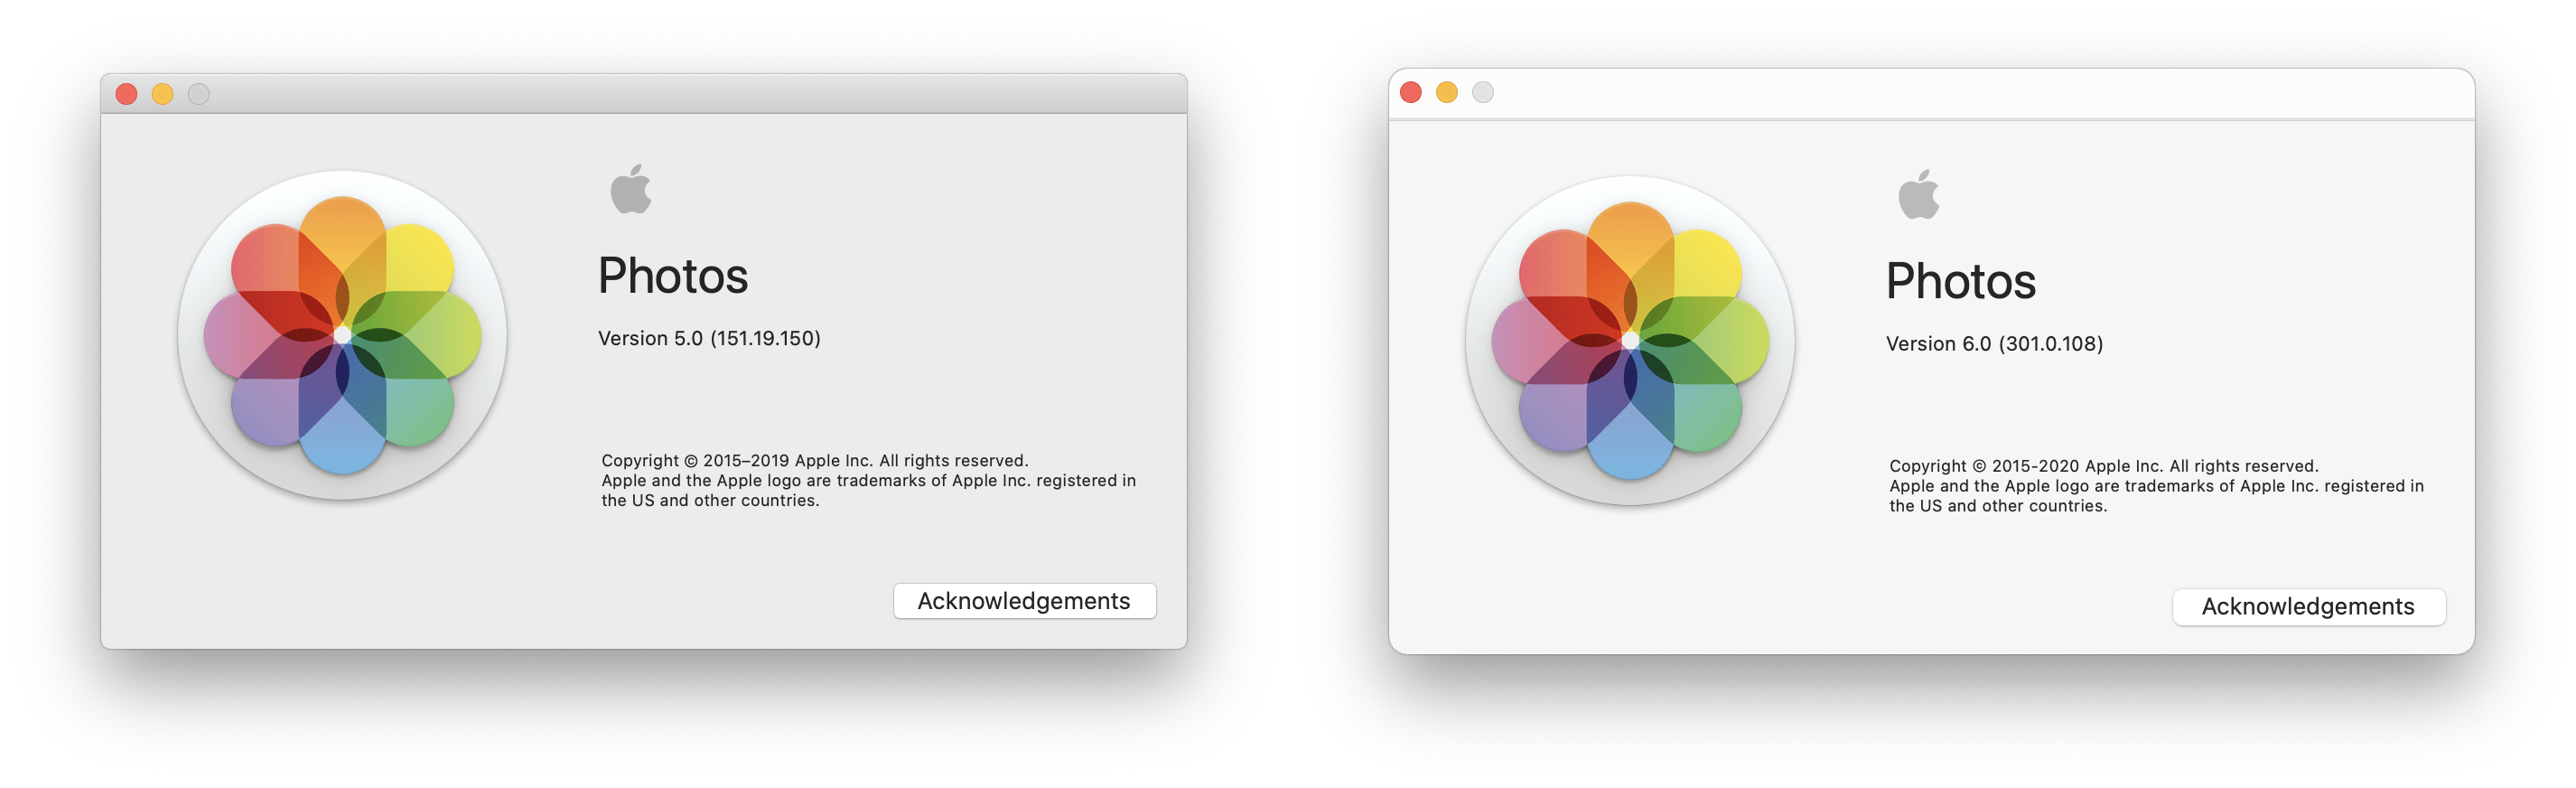 Photos
Version 5.0 (151.19.150)
Copyright © 2015–2019 Apple Inc. All rights reserved.
Apple and the Apple logo are trademarks of Apple Inc. registered in
the US and other countries.
Acknowledgements
Photos
Version 6.0 (301.0.108)
Copyright © 2015-2020 Apple Inc. All rights reserved.
Apple and the Apple logo are trademarks of Apple Inc. registered in
the US and other countries.
Acknowledgements